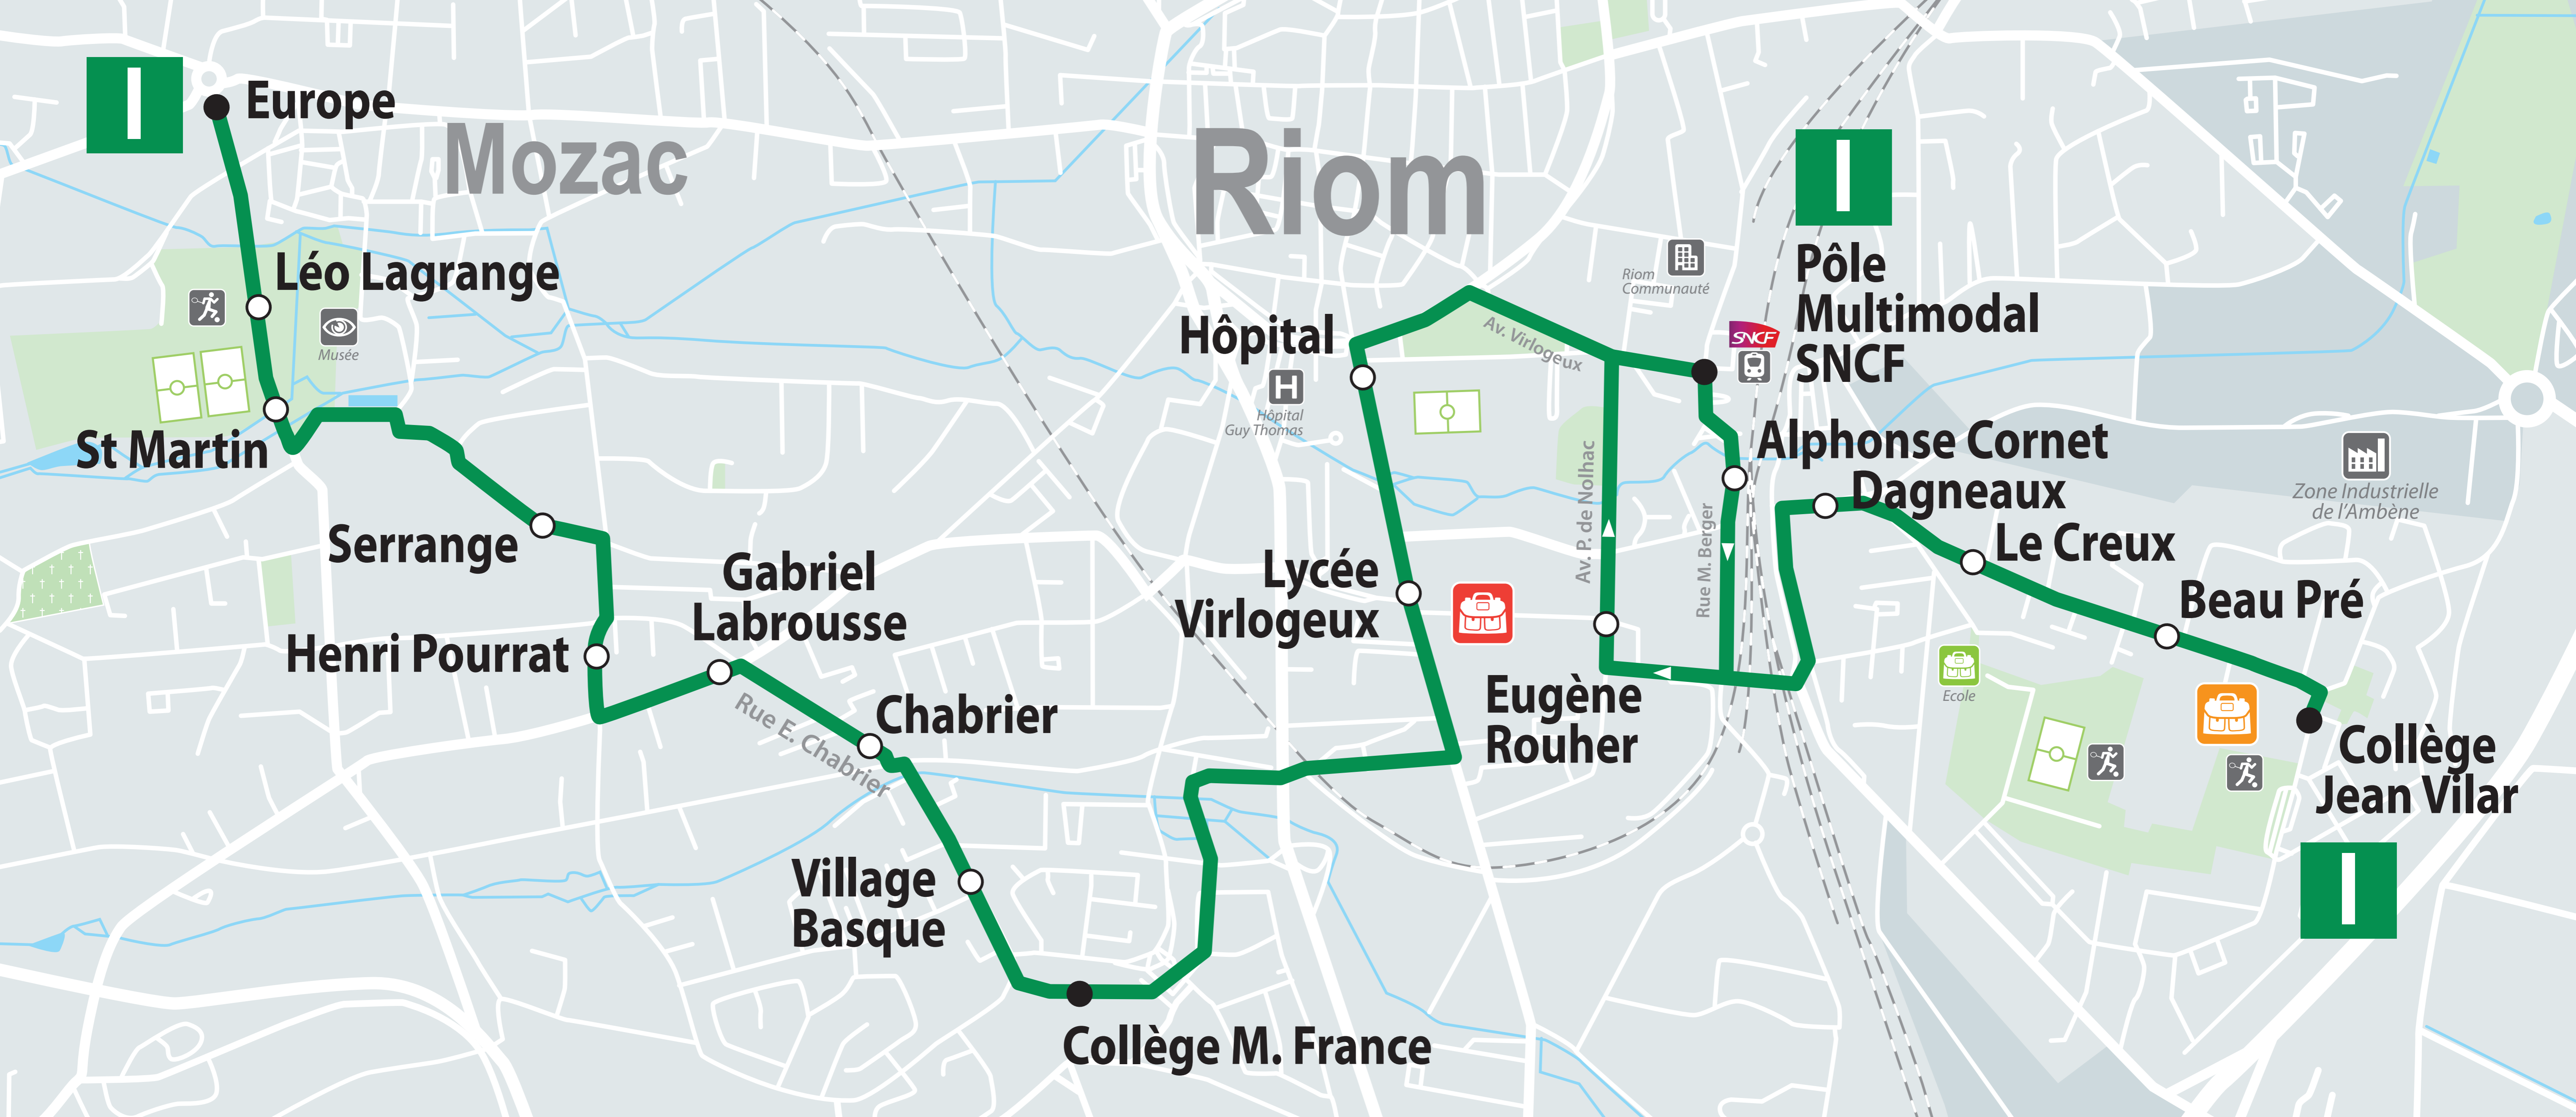 I
Europe
Mozac
Riom
I
Léo Lagrange
Musée
St Martin
Serrange
Henri Pourrat
Gabriel
Labrousse
Rue E. Chabrier
Chabrier
Village
Basque
Collège M. France
Hôpital
H
Hôpital
Guy Thomas
Lycée
Virlogeux
Av. Virlogeux
Riom
Communauté
SNCF
Pôle
Multimodal
SNCF
Av. P. de Nolhac
Rue M. Berger
Eugène
Rouher
Alphonse Cornet
Dagneaux
Le Creux
Beau Pré
Zone Industrielle
de l'Ambène
Ecole
Collège
Jean Vilar
I